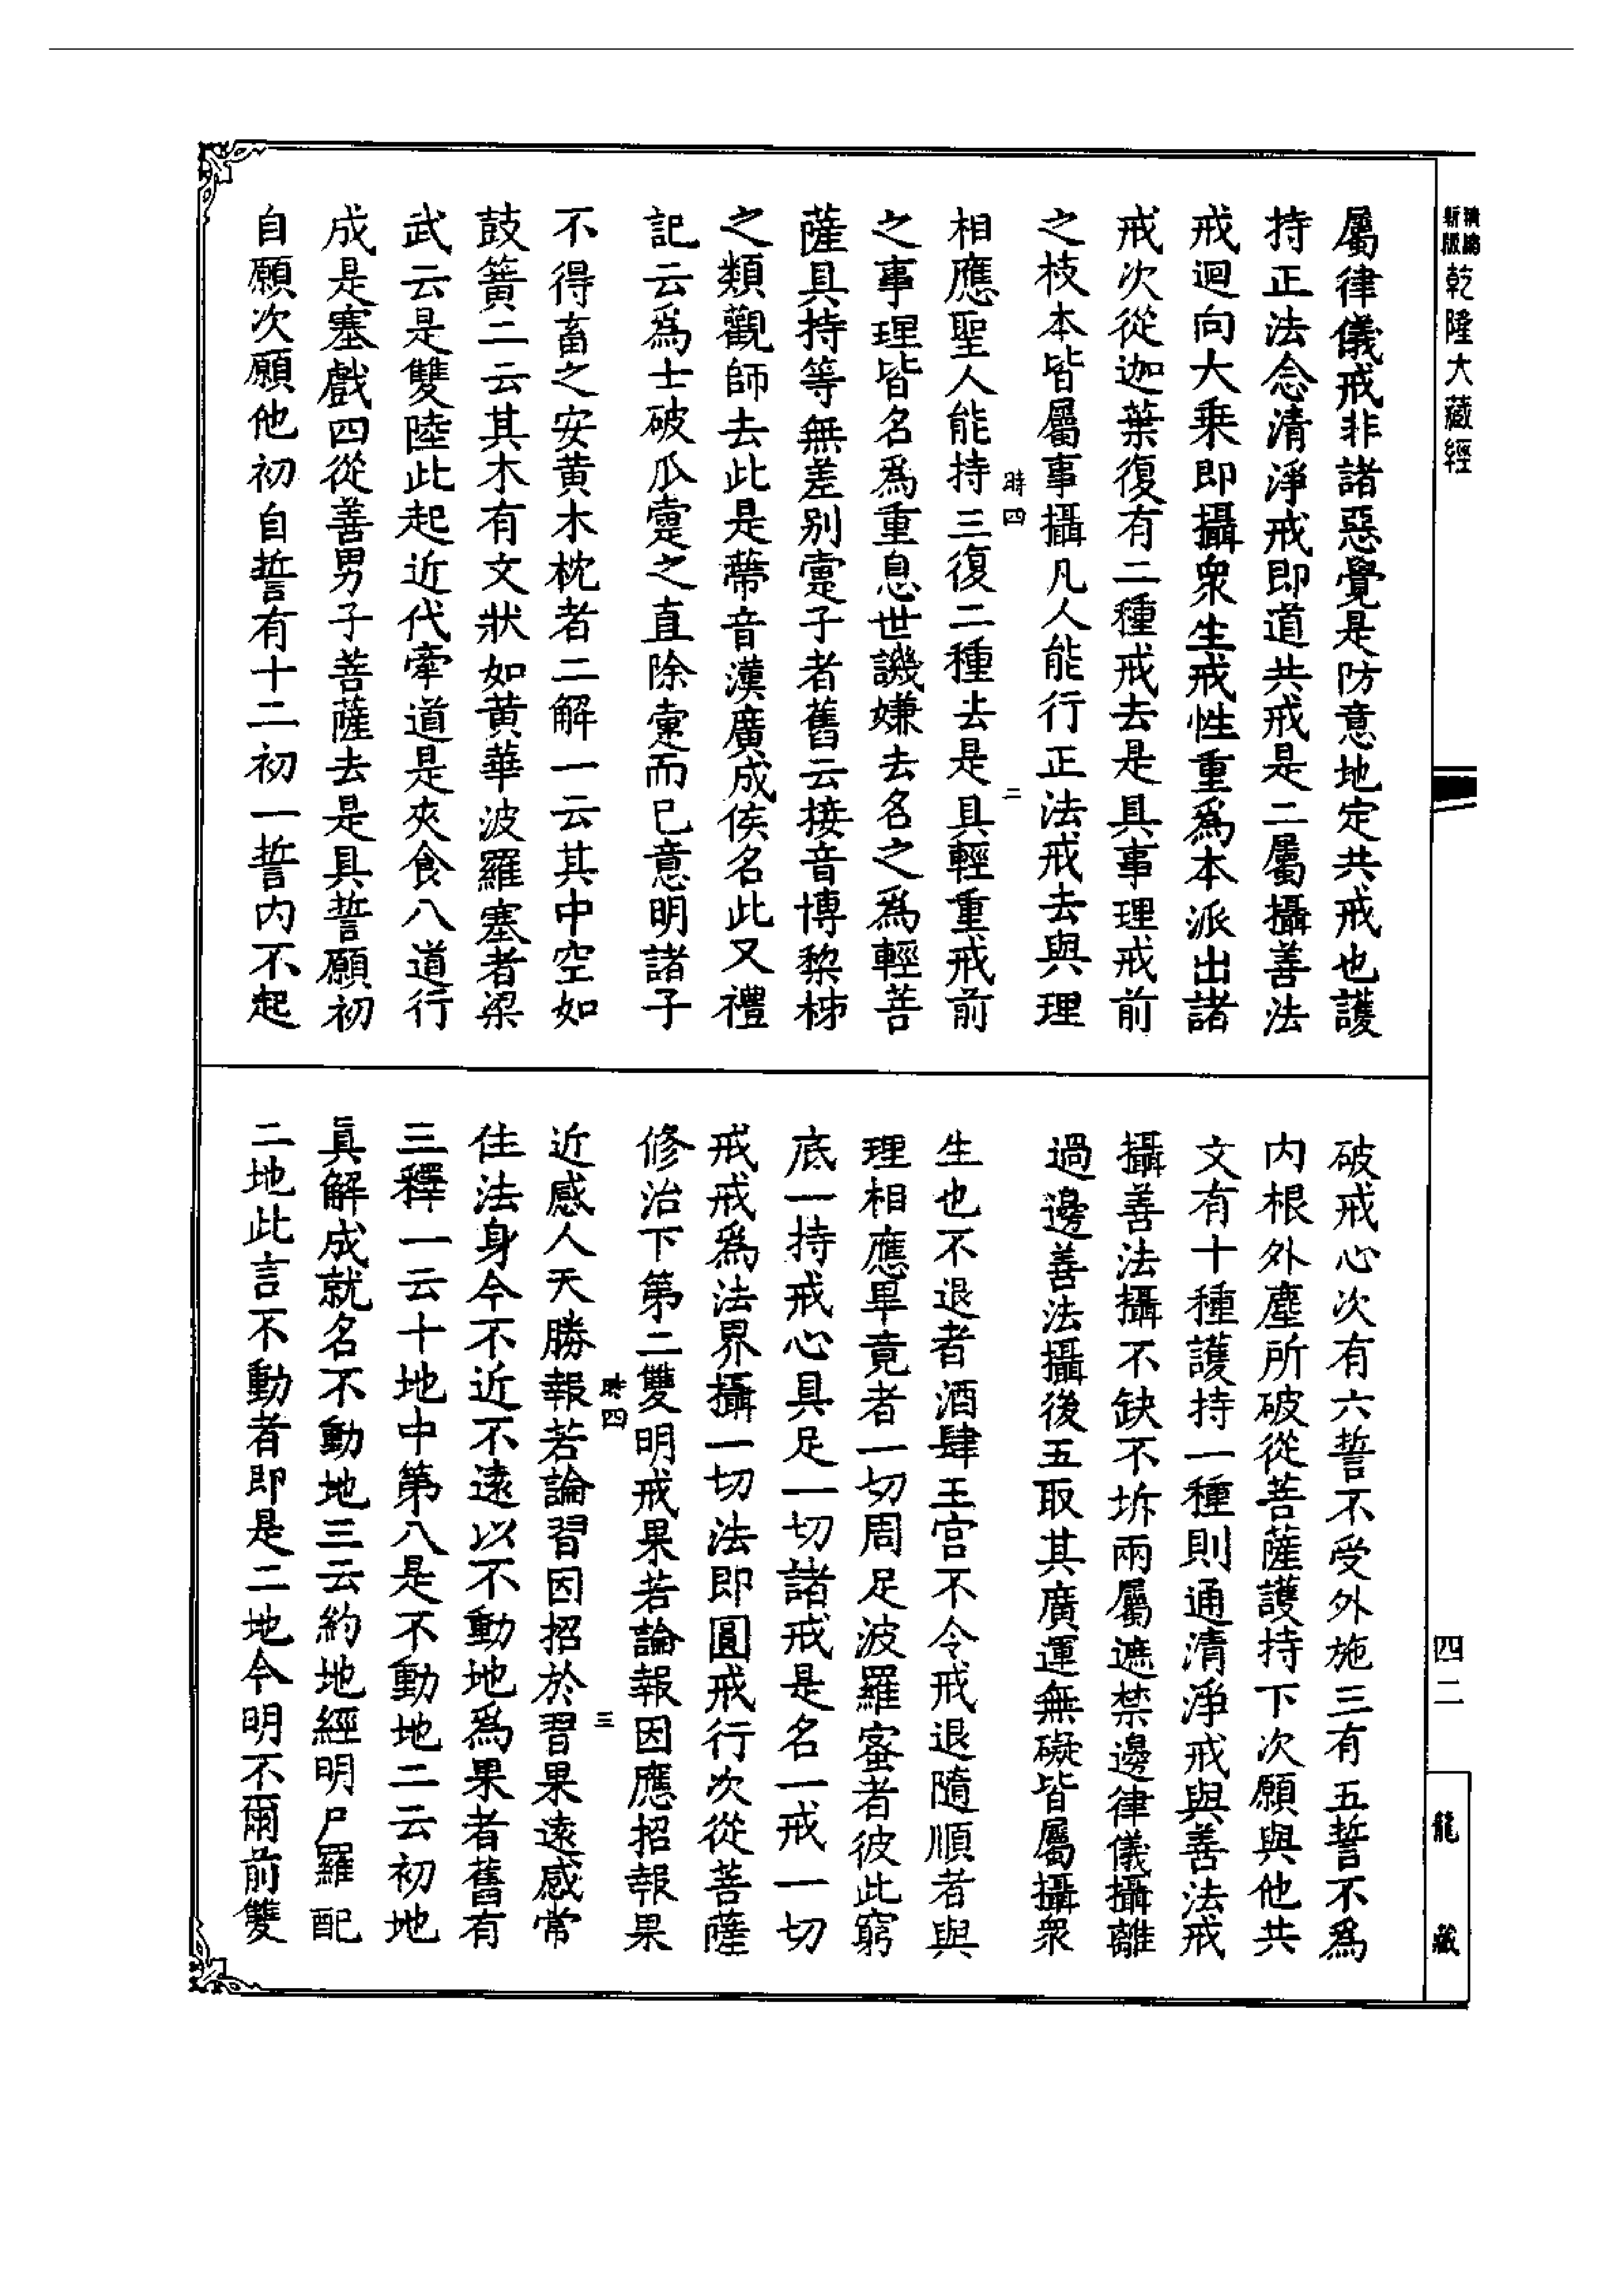 精編
新版
乾隆大藏經
屬律儀戒非諸惡覺是防意地定共戒也護
持正法念清淨戒即道共戒是二屬攝善法
戒迴向大乘即攝衆生戒性重爲本派出諸
戒次從迦葉復有二種戒去是具事理戒前
之枝本皆屬事攝凡人能行正法戒去與理
時四
二
相應聖人能持三復二種去是具輕重戒前
之事理皆名爲重息世譏嫌去名之爲輕菩
薩具持等無差别寷子者舊云接音博棃梯
之類觀師去此是蔕音漢廣成侯名此又禮
記云爲士破瓜寷之直除寷而已意明諸子
不得畜之安黄木枕者二解一云其中空如
鼓簧二云其木有文狀如黄華波羅塞者梁
武云是雙陸此起近代牽道是夾食八道行
成是塞戲四從善男子菩薩去是具誓願初
自願次願他初自誓有十二初一誓内不起
破戒心次有六誓不受外施三有五誓不爲
内根外塵所破從菩薩護持下次願與他共
文有十種護持一種則通清淨戒與善法戒
攝善法攝不缺不坼兩屬遮禁邊律儀攝離
過邊善法攝後五取其廣運無礙皆屬攝衆
生也不退者酒肆王宫不令戒退隨順者與
理相應畢竟者一切周足波羅蜜者彼此窮
底一持戒心具足一切諸戒是名一戒一切
戒戒爲法界攝一切法即圓戒行次從菩薩
修治下第二雙明戒果若論報因應招報果
時四
三
近感人天勝報若論習因招於習果遠感常
住法身今不近不遠以不動地爲果者舊有
三釋一云十地中第八是不動地二云初地
眞解成就名不動地三云約地經明尸羅配
二地此言不動者即是二地今明不爾前雙
四二
龍藏